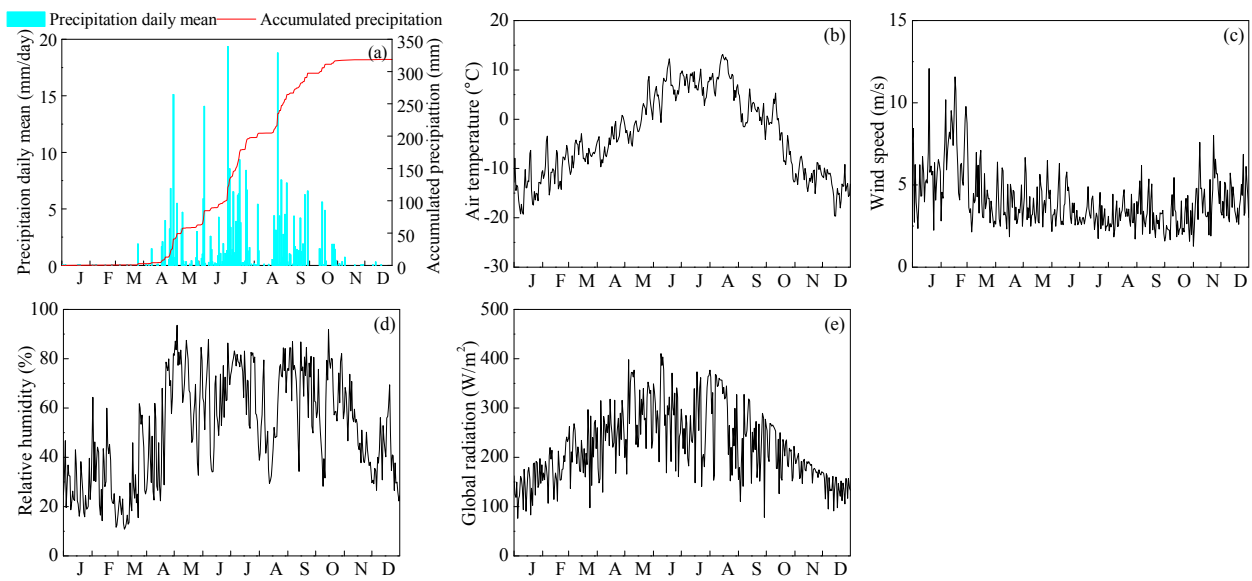 Precipitation daily mean Accumulated precipitation
(a)
Precipitaion daily mean (mm/day)
20
15
10
5
0
Accumulated precipiattion (mm)
350
300
250
200
150
100
50
0
J F M A M J J A S O N D
(b)
Air temperature (°C)
20
10
0
-10
-20
-30
J F M A M J J A S O N D
(c)
Wind speed (m/s)
15
10
5
0
J F M A M J J A S O N D
(d)
Relative humidity (%)
100
80
60
40
20
0
J F M A M J J A S O N D
(e)
Global radiation (W/m²)
500
400
300
200
100
0
J F M A M J J A S O N D